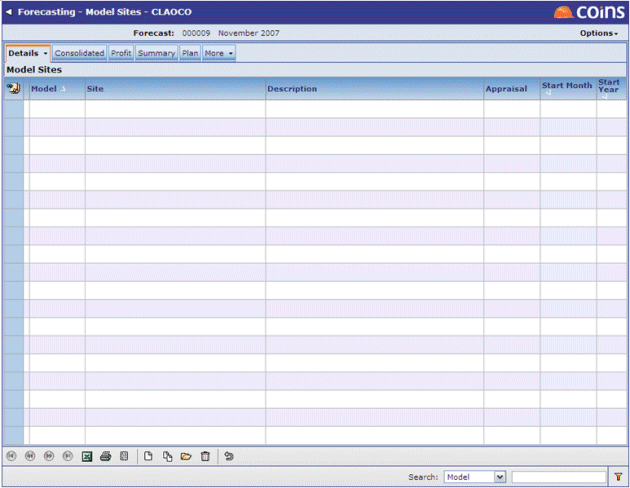 Forecasting - Model Sites - CLAOCO
COINS
Forecast: 000009 November 2007
Options
Details Consolidated Profit Summary Plan More
Model Sites
Model Site Description Appraisal Start Month Start Year
Search: Model